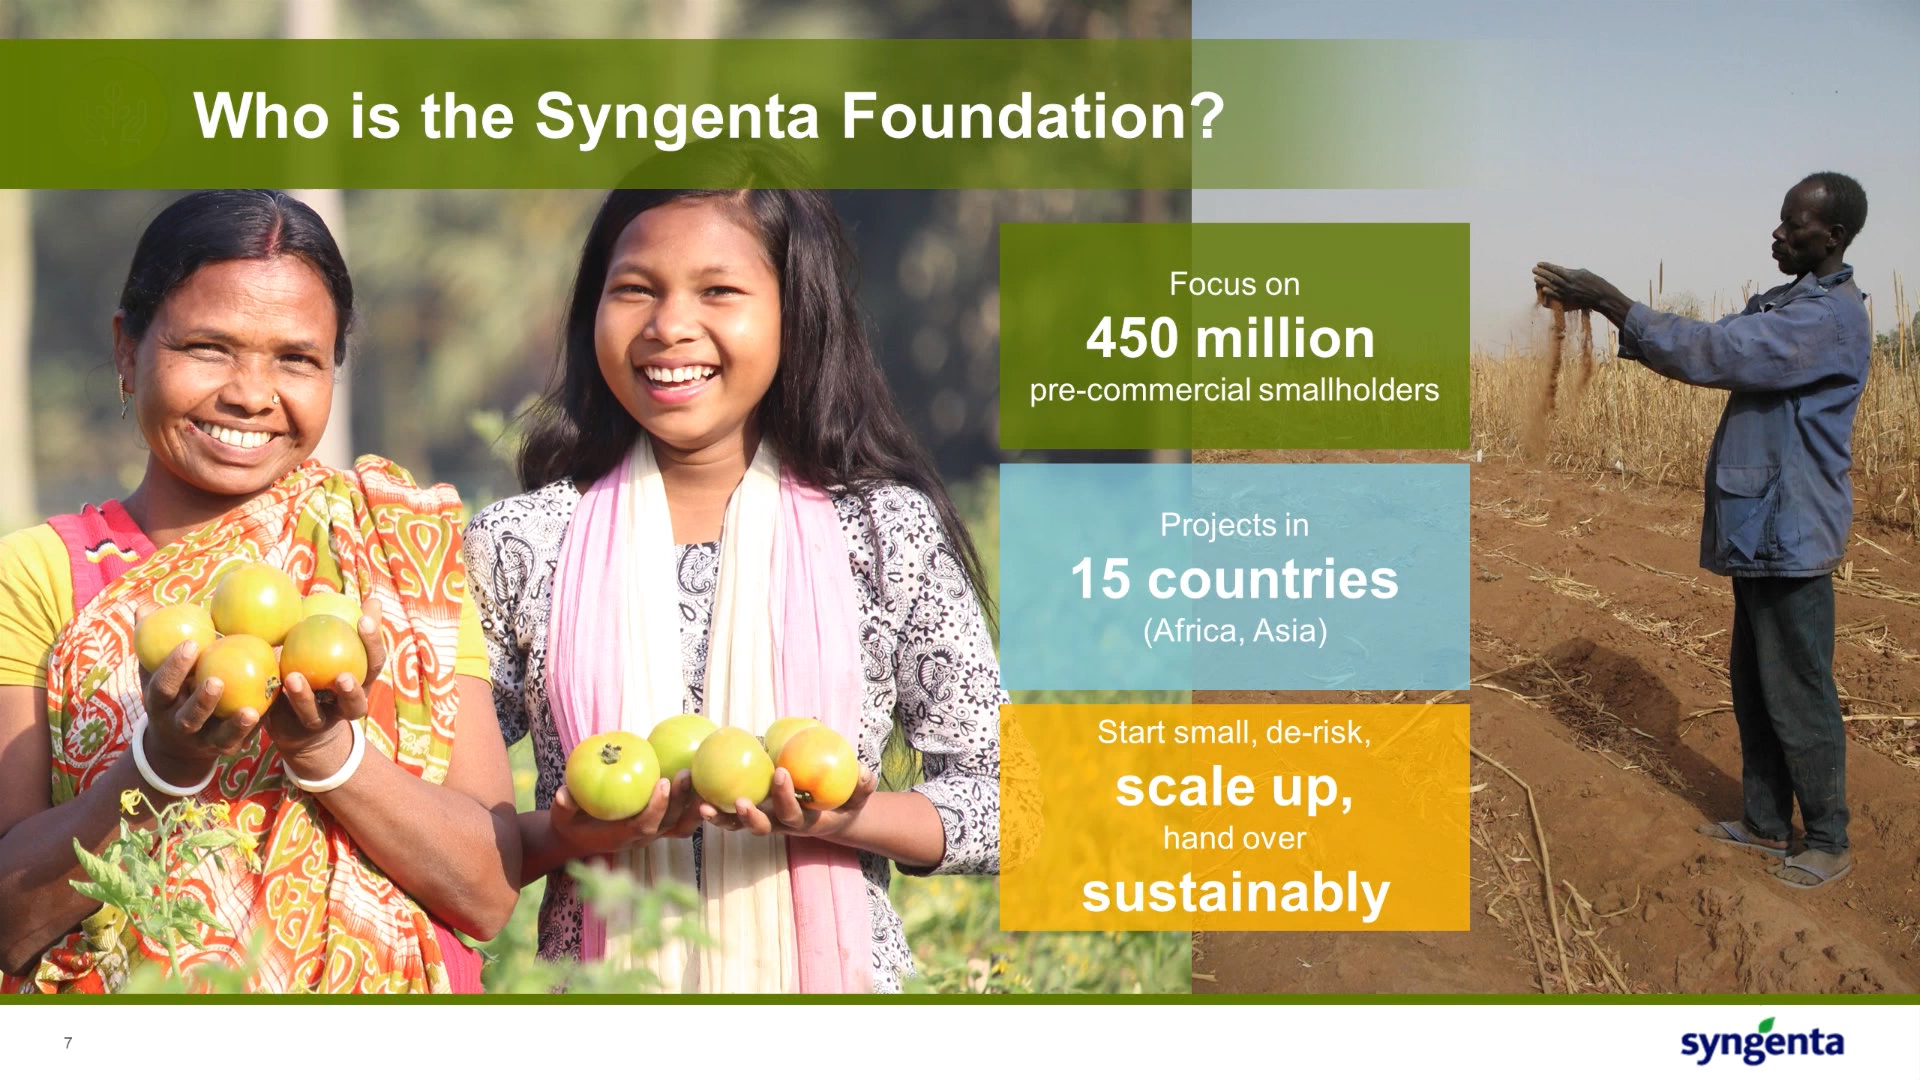 Who is the Syngenta Foundation?
Focus on
450 million
pre-commercial smallholders
Projects in
15 countries
(Africa, Asia)
Start small, de-risk,
scale up,
hand over
sustainably
7
syngenta